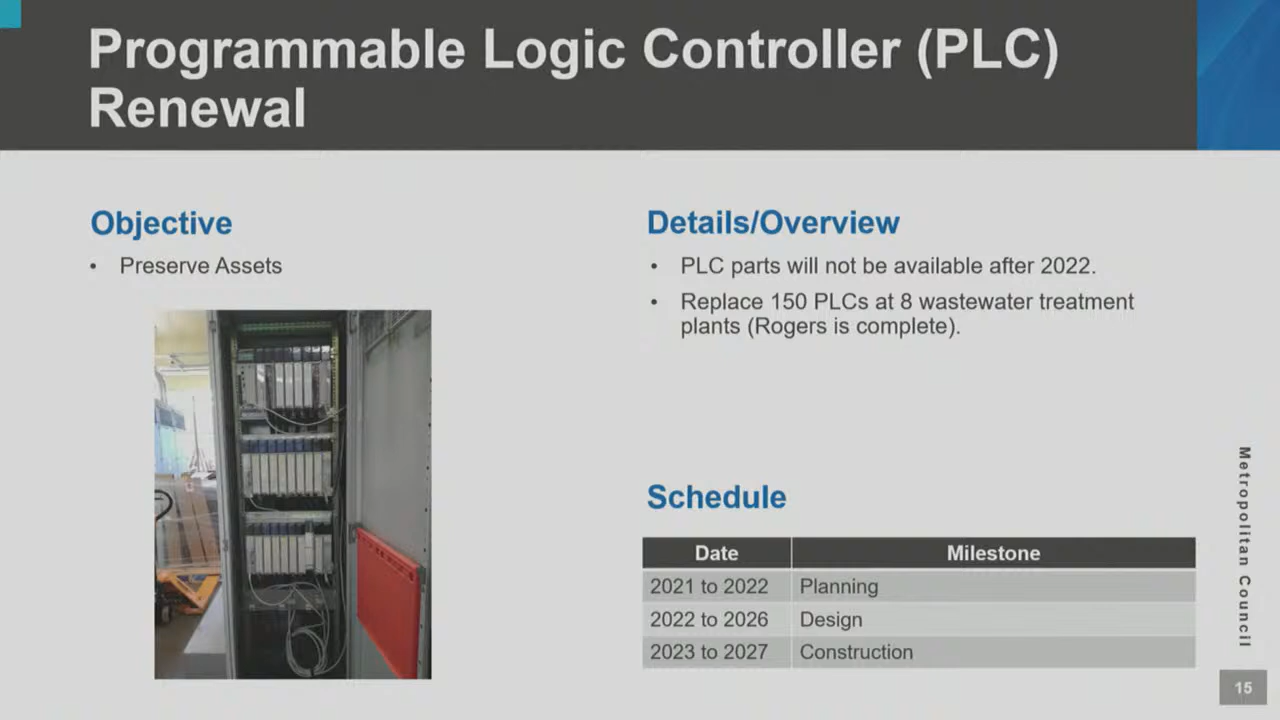 Programmable Logic Controller (PLC)
Renewal
Objective
• Preserve Assets
Details/Overview
• PLC parts will not be available after 2022.
• Replace 150 PLCs at 8 wastewater treatment
plants (Rogers is complete).
Schedule
Date Milestone
2021 to 2022 Planning
2022 to 2026 Design
2023 to 2027 Construction
Metropolitan Council
15